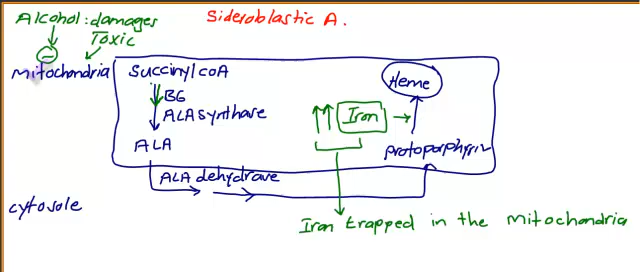 Alcohol: damages
Sideroblastic A.
Toxic
mitochondria
Succinyl coA
Heme
B6
ALA synthase
↑↑ Iron →
ALA
protoporphyrin
ALA dehydrase
cytosole
Iron trapped in the mitochondria